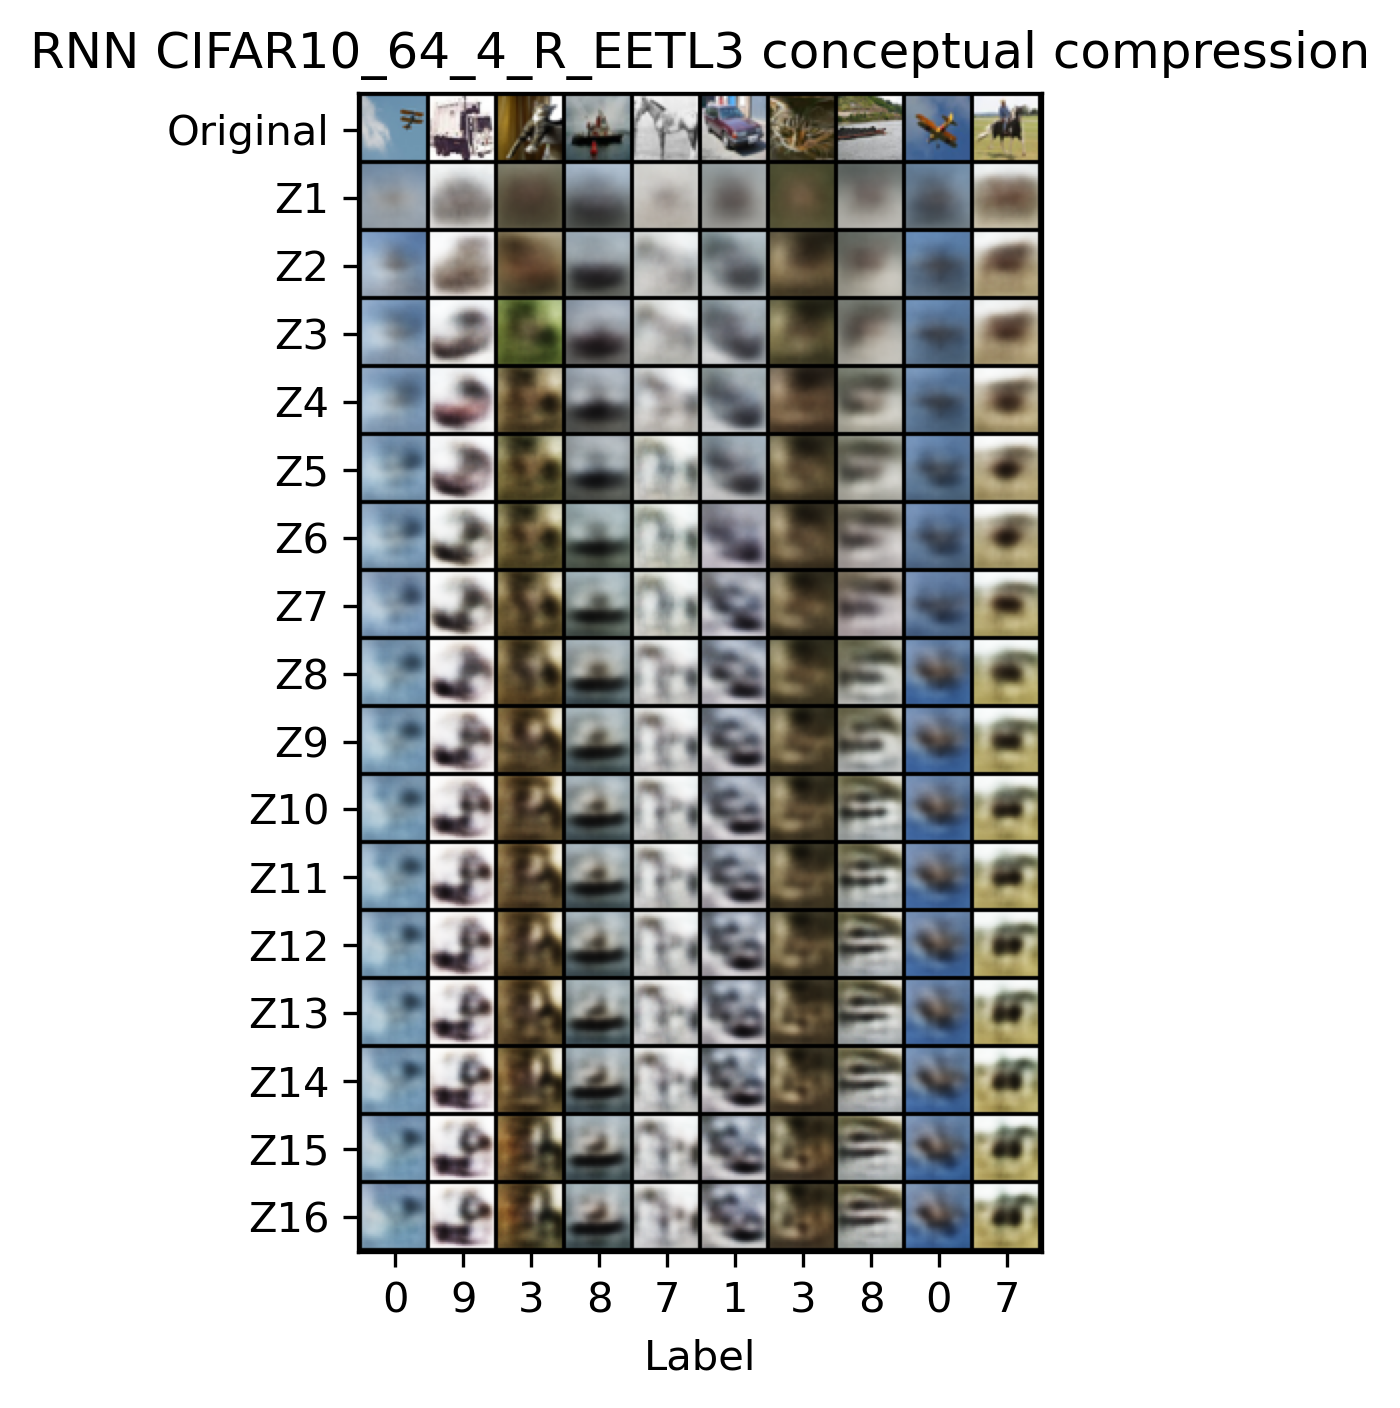 RNN CIFAR10_64_4_R_EETL3 conceptual compression
Original
Z1
Z2
Z3
Z4
Z5
Z6
Z7
Z8
Z9
Z10
Z11
Z12
Z13
Z14
Z15
Z16
0 9 3 8 7 1 3 8 0 7
Label